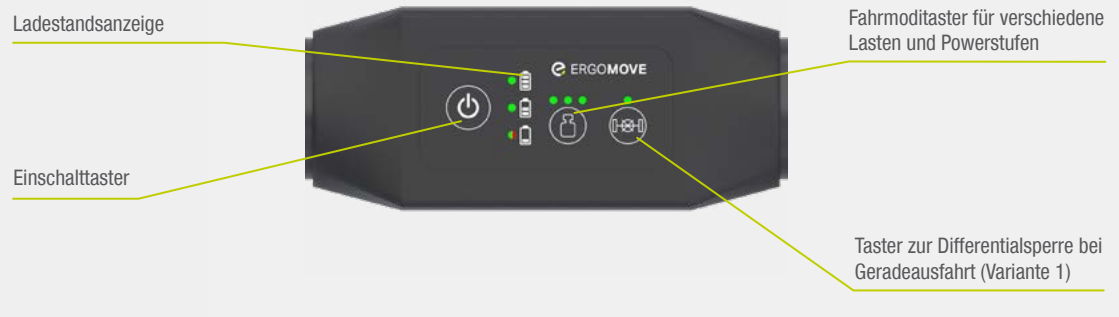 Ladestandsanzeige
Fahrmoditaster für verschiedene
Lasten und Powerstufen
ERGOMOVE
Einschalttaster
Taster zur Differentialsperre bei
Geradeausfahrt (Variante 1)